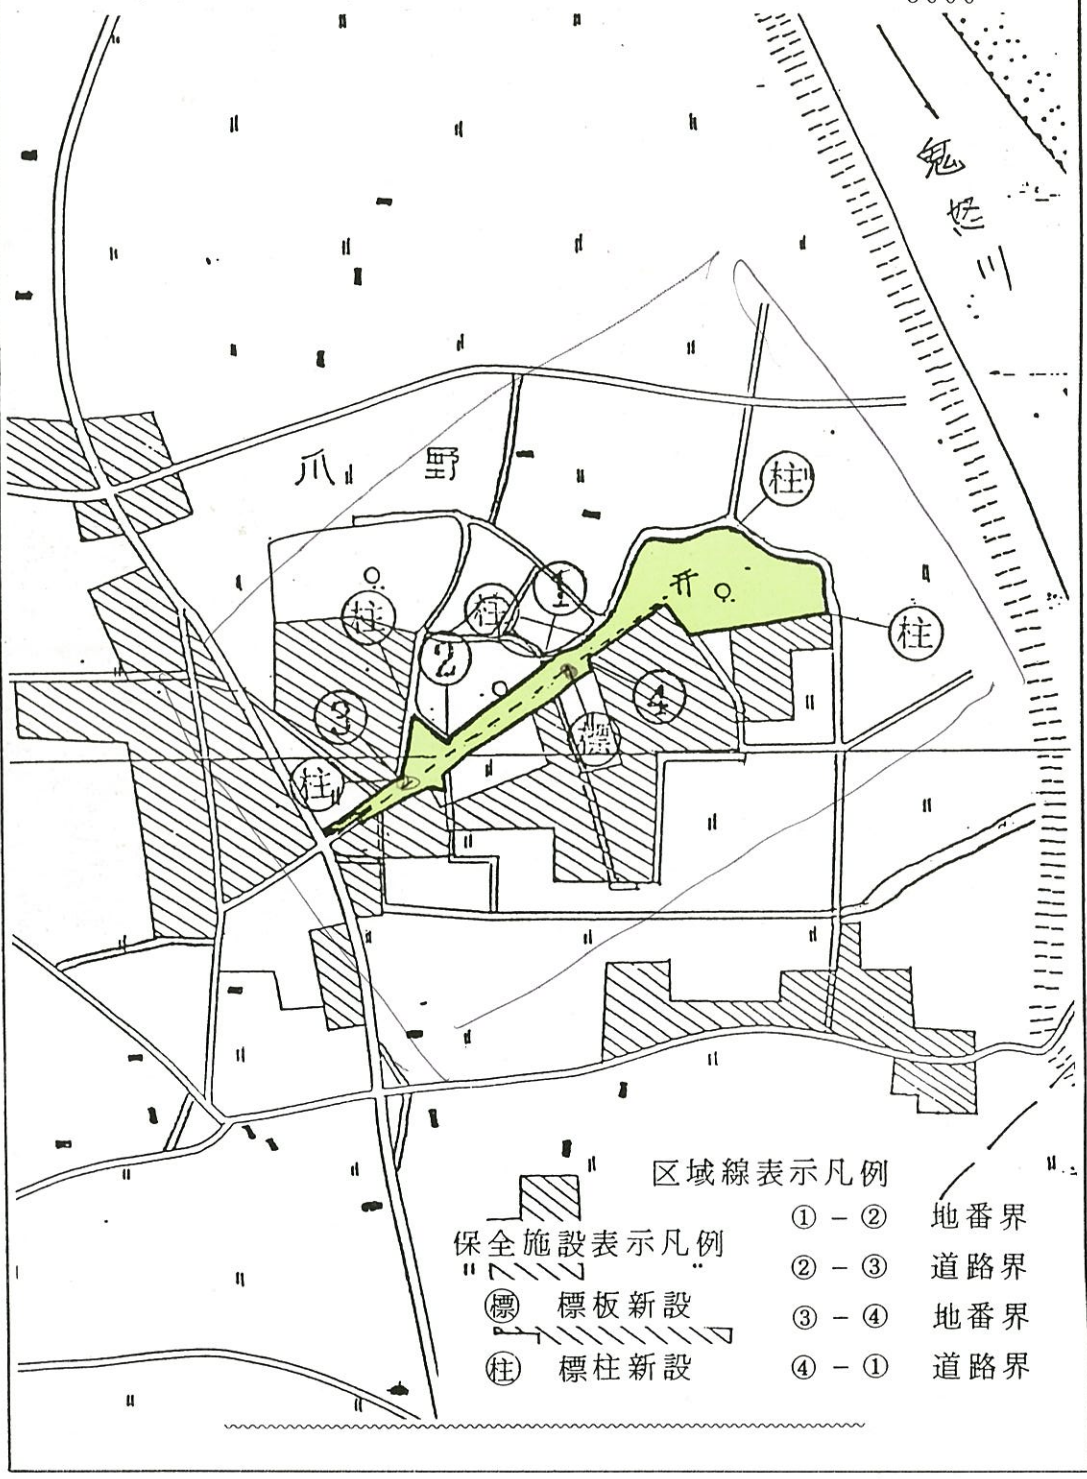 鬼怒川
爪 野
柱
①
柱
柱
②
柱
③
④
標
柱
区域線表示凡例
① － ② 地番界
② － ③ 道路界
③ － ④ 地番界
④ － ① 道路界
保全施設表示凡例
標 標板新設
柱 標柱新設